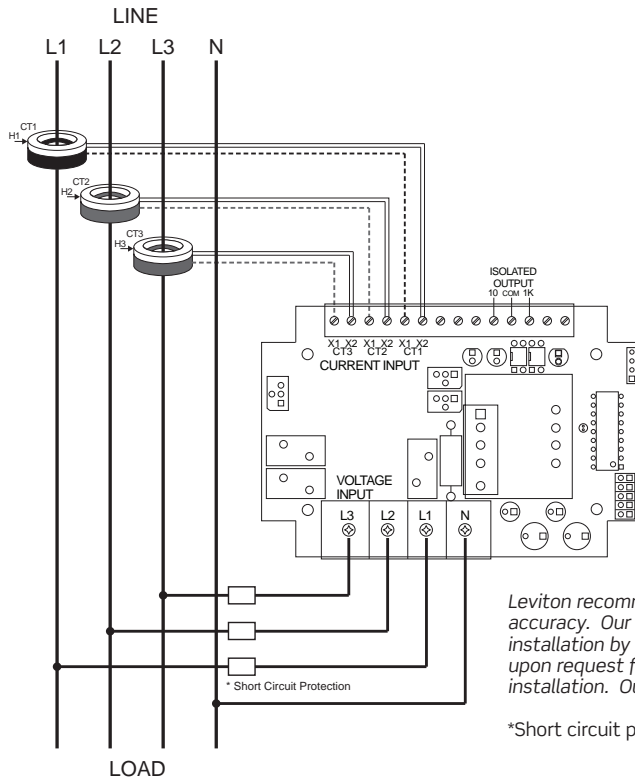 LINE
L1 L2 L3 N
CT1
H1
CT2
H2
CT3
H3
ISOLATED
OUTPUT
10 COM 1K
X1 X2 X1 X2 X1 X2
CT3 CT2 CT1
CURRENT INPUT
VOLTAGE
INPUT
L3 L2 L1 N
* Short Circuit Protection
LOAD
Leviton
accuracy. Our
installation by
upon request
installation.
*Short circuit